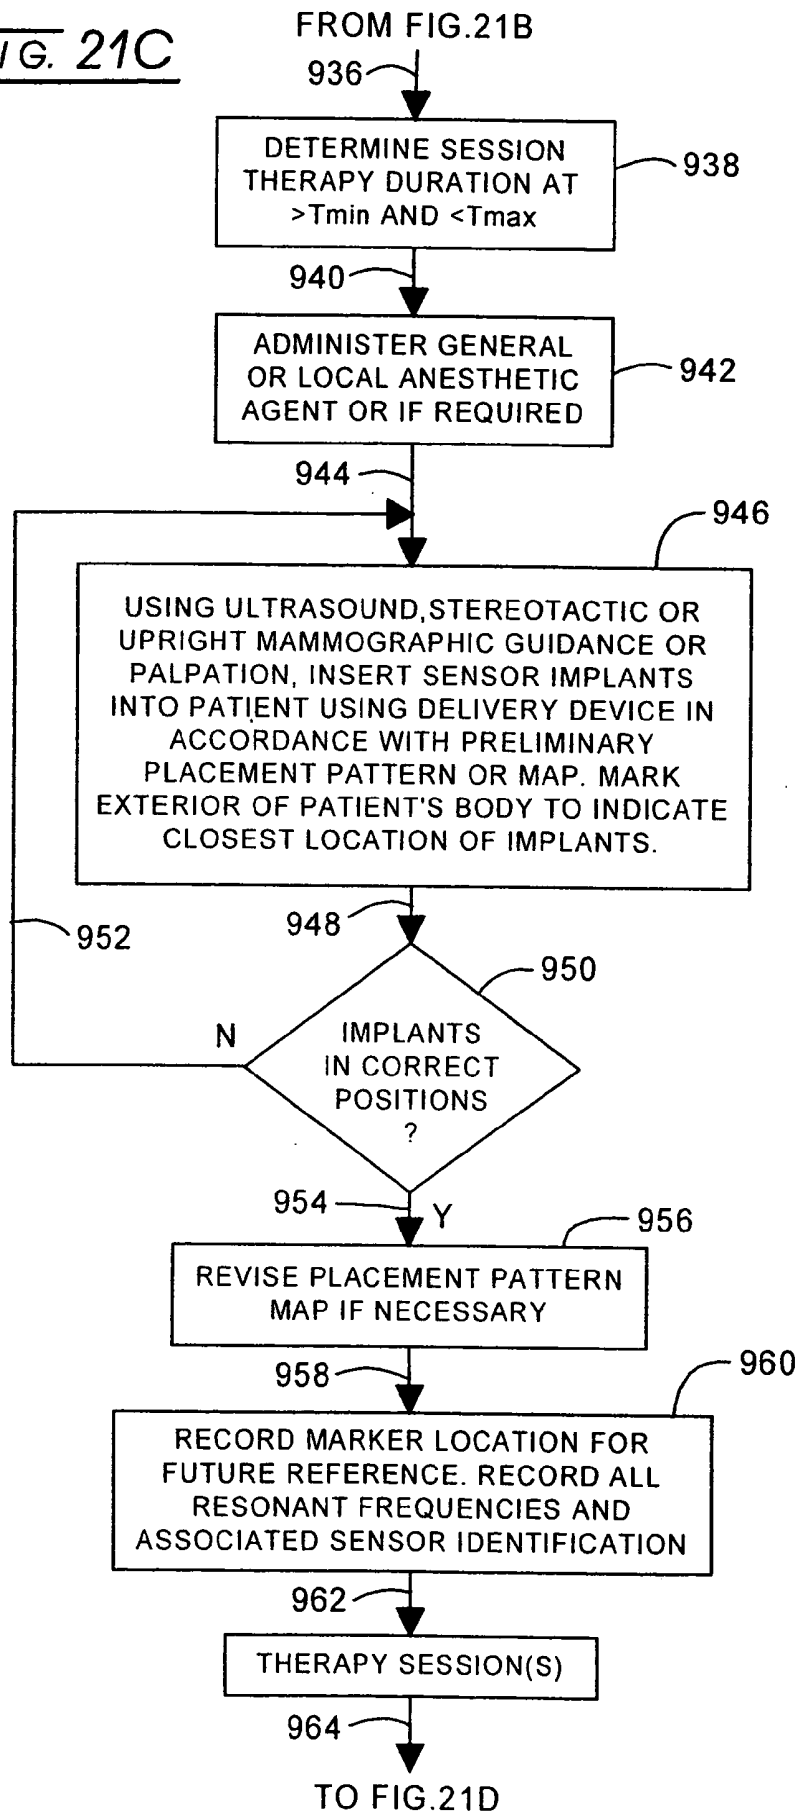 FROM FIG.21B
IG. 21C
936
DETERMINE SESSION
THERAPY DURATION AT
>Tmin AND <Tmax
938
940
ADMINISTER GENERAL
OR LOCAL ANESTHETIC
AGENT OR IF REQUIRED
942
944
946
USING ULTRASOUND,STEREOTACTIC OR
UPRIGHT MAMMOGRAPHIC GUIDANCE OR
PALPATION, INSERT SENSOR IMPLANTS
INTO PATIENT USING DELIVERY DEVICE IN
ACCORDANCE WITH PRELIMINARY
PLACEMENT PATTERN OR MAP. MARK
EXTERIOR OF PATIENT'S BODY TO INDICATE
CLOSEST LOCATION OF IMPLANTS.
948
952
950
N
IMPLANTS
IN CORRECT
POSITIONS
?
954
Y
956
REVISE PLACEMENT PATTERN
MAP IF NECESSARY
958
960
RECORD MARKER LOCATION FOR
FUTURE REFERENCE. RECORD ALL
RESONANT FREQUENCIES AND
ASSOCIATED SENSOR IDENTIFICATION
962
THERAPY SESSION(S)
964
TO FIG.21D